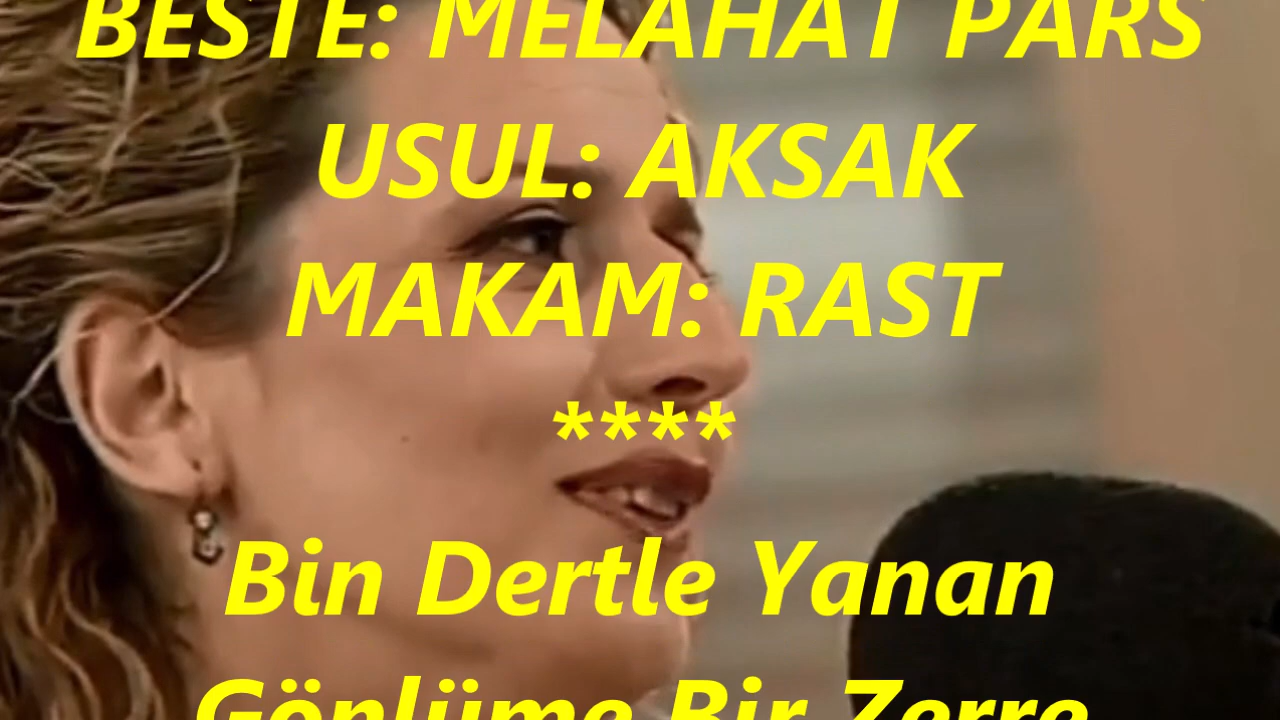 BESTE: MELAHAT PARS
USUL: AKSAK
MAKAM: RAST
****
Bin Dertle Yanan
Gönlüme Bir Zerre